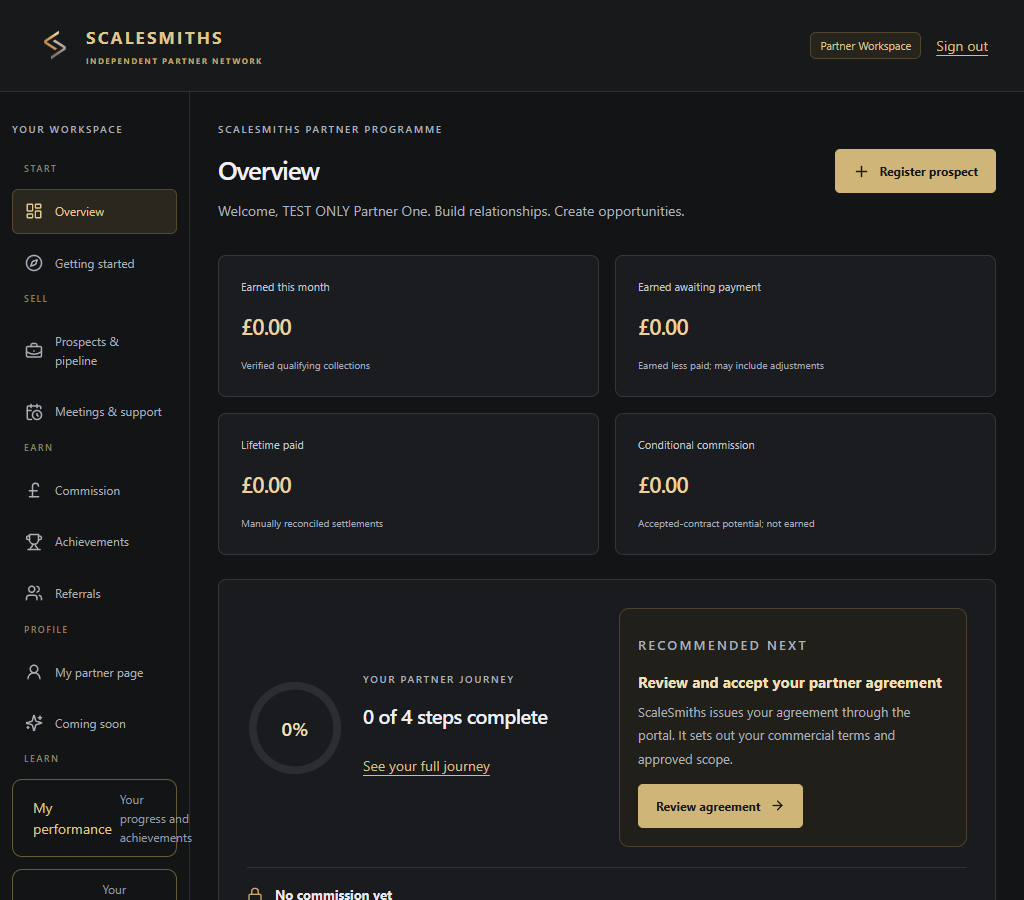 SCALESMITHS
INDEPENDENT PARTNER NETWORK
Partner Workspace
Sign out
YOUR WORKSPACE
START
Overview
Getting started
SELL
Prospects &
pipeline
Meetings & support
EARN
Commission
Achievements
Referrals
PROFILE
My partner page
Coming soon
LEARN
My
performance
Your
progress and
achievements
Your
SCALESMITHS PARTNER PROGRAMME
Overview
Register prospect
Welcome, TEST ONLY Partner One. Build relationships. Create opportunities.
Earned this month
£0.00
Verified qualifying collections
Earned awaiting payment
£0.00
Earned less paid; may include adjustments
Lifetime paid
£0.00
Manually reconciled settlements
Conditional commission
£0.00
Accepted-contract potential; not earned
0%
YOUR PARTNER JOURNEY
0 of 4 steps complete
See your full journey
RECOMMENDED NEXT
Review and accept your partner agreement
ScaleSmiths issues your agreement through the
portal. It sets out your commercial terms and
approved scope.
Review agreement
No commission yet